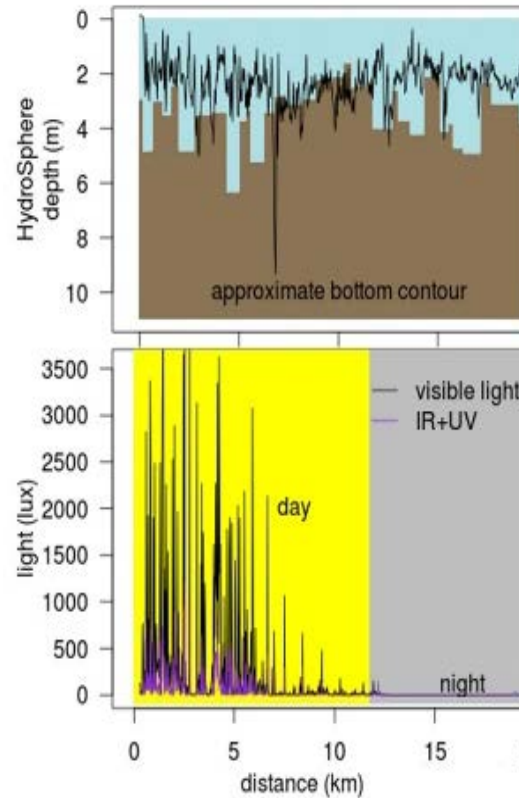 0
2
4
6
8
10
HydroSphere
depth (m)
approximate bottom contour
3500
3000
2500
2000
1500
1000
500
0
light (lux)
visible light
IR+UV
day
night
0 5 10 15
distance (km)